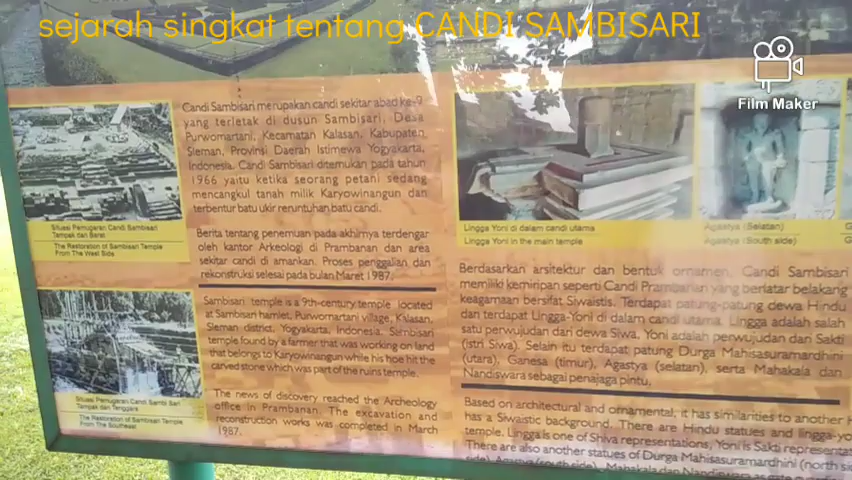 sejarah singkat tentang CANDI SAMBISARI
Film Maker
Candi Sambisari merupakan candi sekitar abad ke-9
yang terletak di dusun Sambisari, Desa
Purwomartani, Kecamatan Kalasan, Kabupaten
Sleman, Provinsi Daerah Istimewa Yogyakarta,
Indonesia. Candi Sambisari ditemukan pada tahun
1966 yaitu ketika seorang petani sedang
mencangkul tanah milik Karyowinangun dan
terbentur batu ukir reruntuhan batu candi.
Berita tentang penemuan pada akhirnya terdengar
oleh kantor Arkeologi di Prambanan dan area
sekitar candi di amankan. Proses penggalian dan
rekonstruksi selesai pada bulan Maret 1987.
Sambisari temple is a 9th-century temple located
at Sambisari hamlet, Purwomartani village, Kalasan,
Sleman district, Yogyakarta, Indonesia. Sambisari
temple found by a farmer that was working on land
that belongs to Karyowinangun while his hoe hit the
carved stone which was part of the ruins temple.
The news of discovery reached the Archeology
office in Prambanan. The excavation and
reconstruction works was completed in March
1987.
Situasi Pemugaran Candi Sambisari
Tampak dari Barat
The Restoration of Sambisari Temple
From The West Side
Situasi Pemugaran Candi Sambi Sari
Tampak dari Tenggara
The Restoration of Sambisari Temple
From The Southeast
Lingga Yoni di dalam candi utama
Lingga Yoni in the main temple
Agastya (Selatan)
Agastya (South side)
Berdasarkan arsitektur dan bentuk ornamen, Candi Sambisari
memiliki kemiripan seperti Candi Prambanan yang berlatar belakang
keagamaan bersifat Siwaistis. Terdapat patung-patung dewa Hindu
dan terdapat Lingga-Yoni di dalam candi utama. Lingga adalah salah
satu perwujudan dari dewa Siwa. Yoni adalah perwujudan dari Sakti
(istri Siwa). Selain itu terdapat patung Durga Mahisasuramardhini
(utara), Ganesa (timur), Agastya (selatan), serta Mahakala dan
Nandiswara sebagai penajaga pintu,
Based on architectural and ornamental, it has similarities to another
has a Siwaistic background. There are Hindu statues and lingga-yo
temple. Lingga is one of Shiva representations, Yoni is Sakti representa
There are also another statues of Durga Mahisasuramardhini (north si
side), Agastya (south side), Mahakala dan Nandiswara